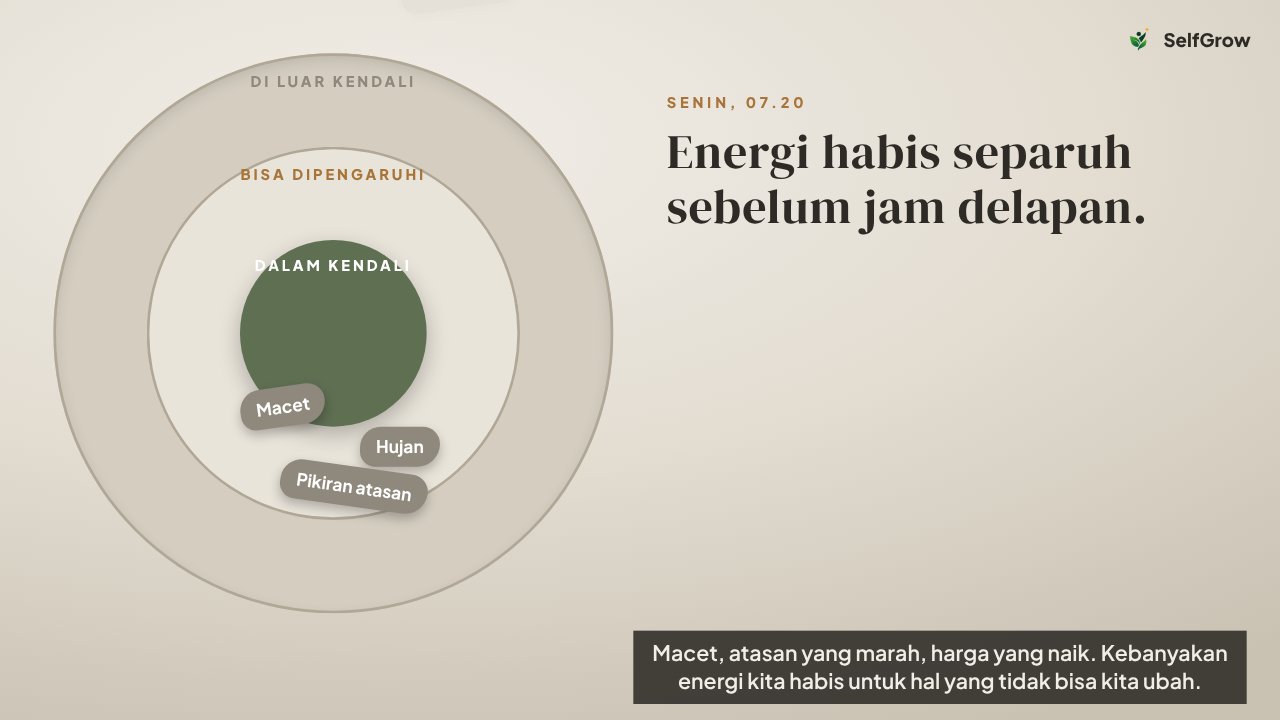 SelfGrow
DI LUAR KENDALI
BISA DIPENGARUHI
DALAM KENDALI
Macet
Hujan
Pikiran atasan
SENIN, 07.20
Energi habis separuh
sebelum jam delapan.
Macet, atasan yang marah, harga yang naik. Kebanyakan
energi kita habis untuk hal yang tidak bisa kita ubah.